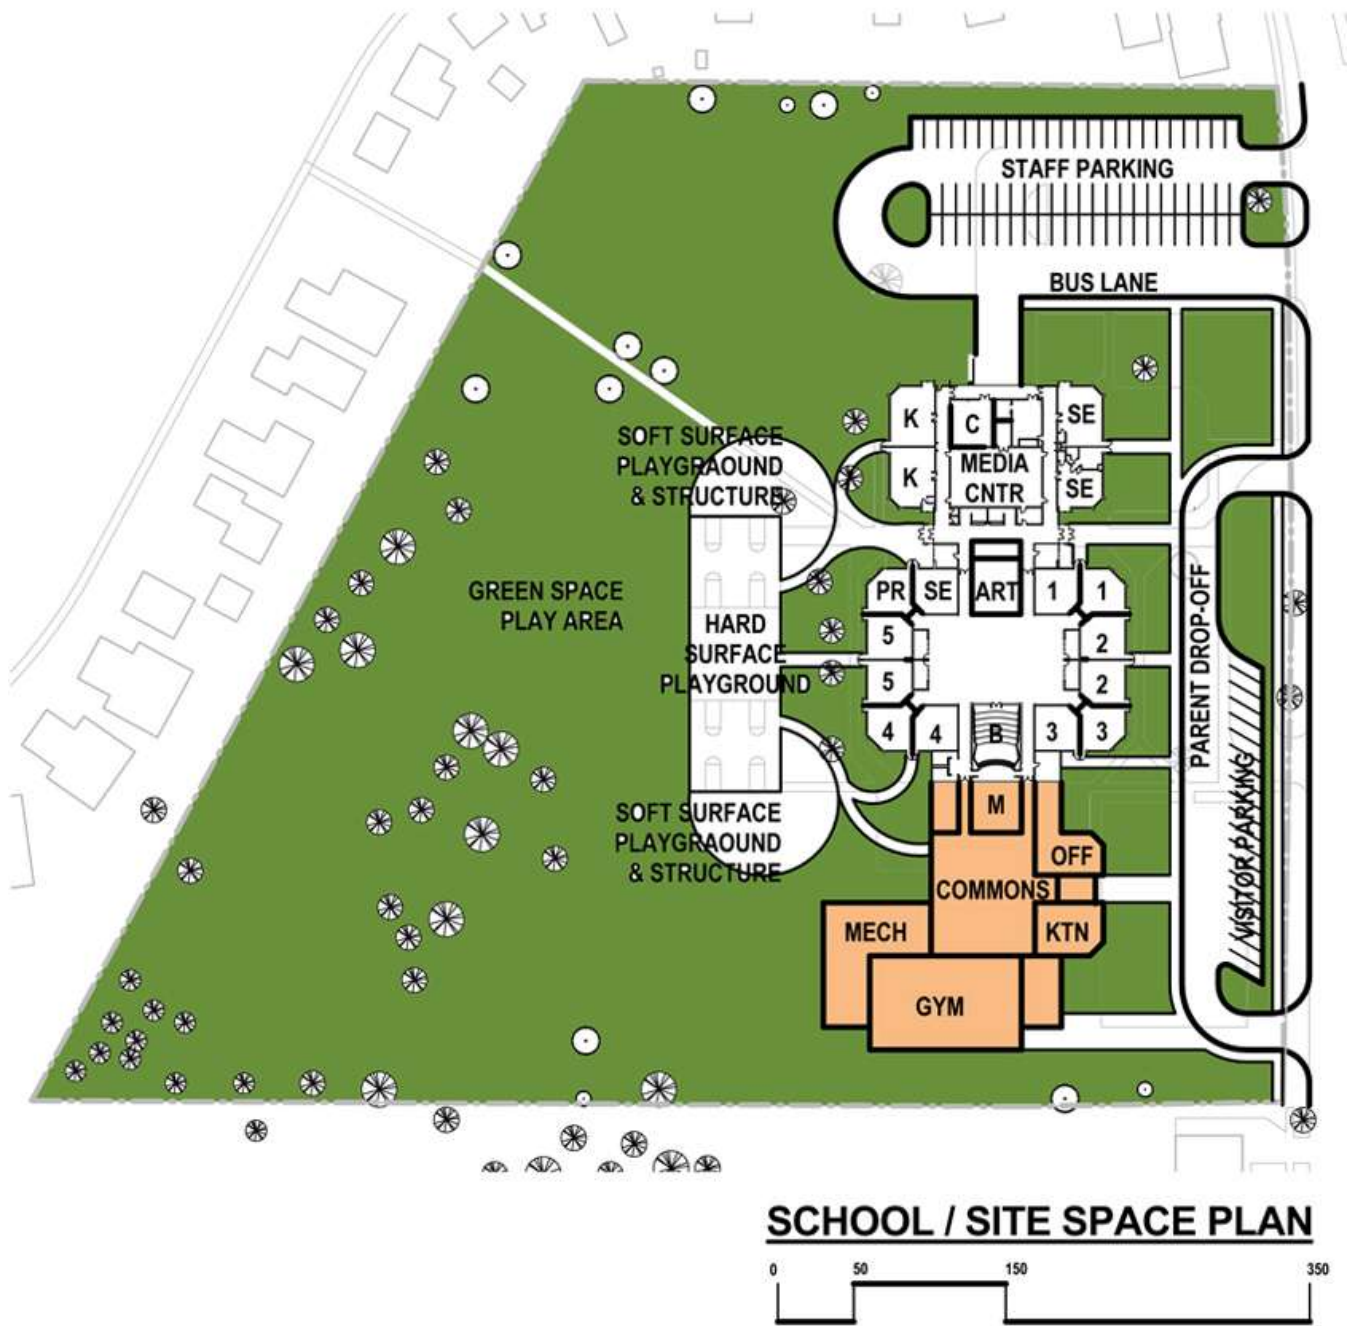 STAFF PARKING
BUS LANE
K
C
SE
SOFT SURFACE
PLAYGRAOUND
& STRUCTURE
MEDIA
CNTR
K
SE
GREEN SPACE
PLAY AREA
PR
SE
ART
1
1
HARD
SURFACE
PLAYGROUND
5
2
5
2
4
4
B
3
3
PARENT DROP-OFF
VISITOR PARKING
SOFT SURFACE
PLAYGRAOUND
& STRUCTURE
M
OFF
COMMONS
MECH
KTN
GYM
SCHOOL / SITE SPACE PLAN
0 50 150 350